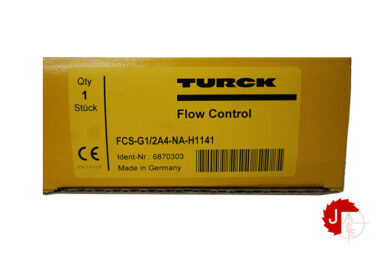 Qty
1
Stück
TURCK
Flow Control
FCS-G1/2A4-NA-H1141
CE
Ident-Nr.: 6870303
Made in Germany
J